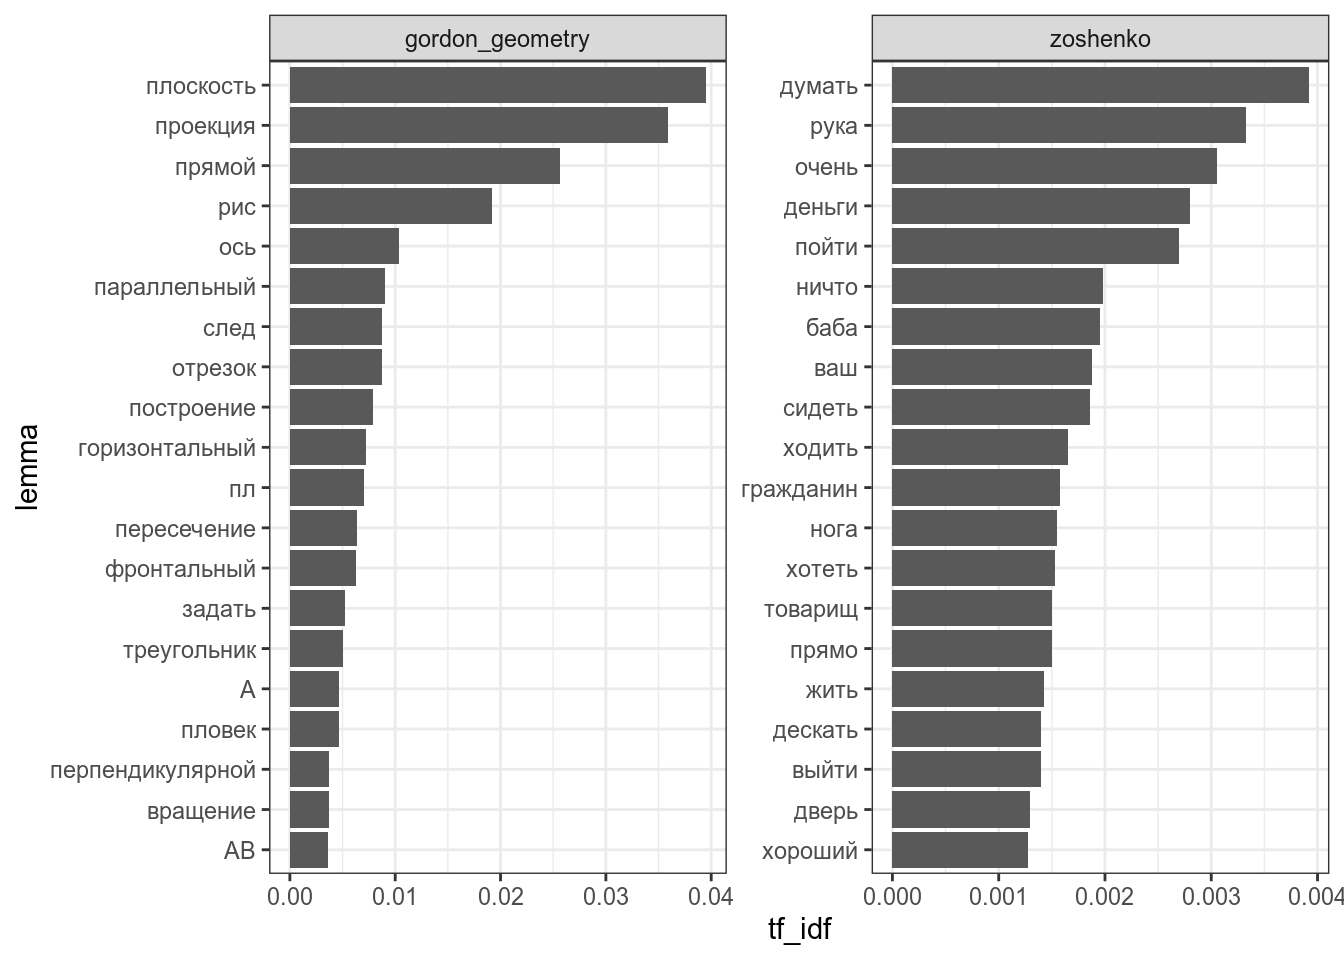 gordon_geometry
zoshenko
lemma
плоскость
проекция
прямой
рис
ось
параллельный
след
отрезок
построение
горизонтальный
пл
пересечение
фронтальный
задать
треугольник
А
пловек
перпендикулярной
вращение
АВ
0.00 0.01 0.02 0.03 0.04
думать
рука
очень
деньги
пойти
ничто
баба
ваш
сидеть
ходить
гражданин
нога
хотеть
товарищ
прямо
жить
дескать
выйти
дверь
хороший
0.000 0.001 0.002 0.003 0.004
tf_idf